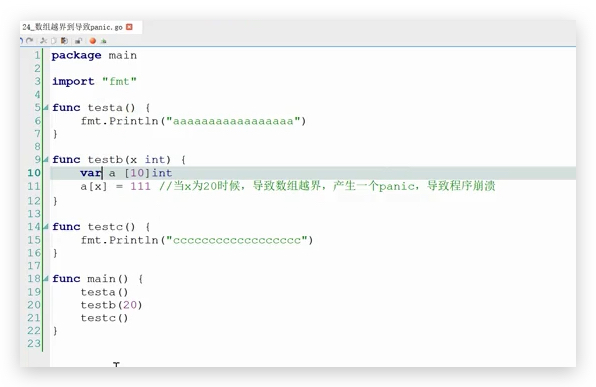 24_数组越界到导致panic.go
1 package main
2
3 import "fmt"
4
5 func testa() {
6 fmt.Println("aaaaaaaaaaaaaaaaa")
7 }
8
9 func testb(x int) {
10 var a [10]int
11 a[x] = 111 //当x为20时候，导致数组越界，产生一个panic，导致程序崩溃
12 }
13
14 func testc() {
15 fmt.Println("cccccccccccccccccc")
16 }
17
18 func main() {
19 testa()
20 testb(20)
21 testc()
22 }
23